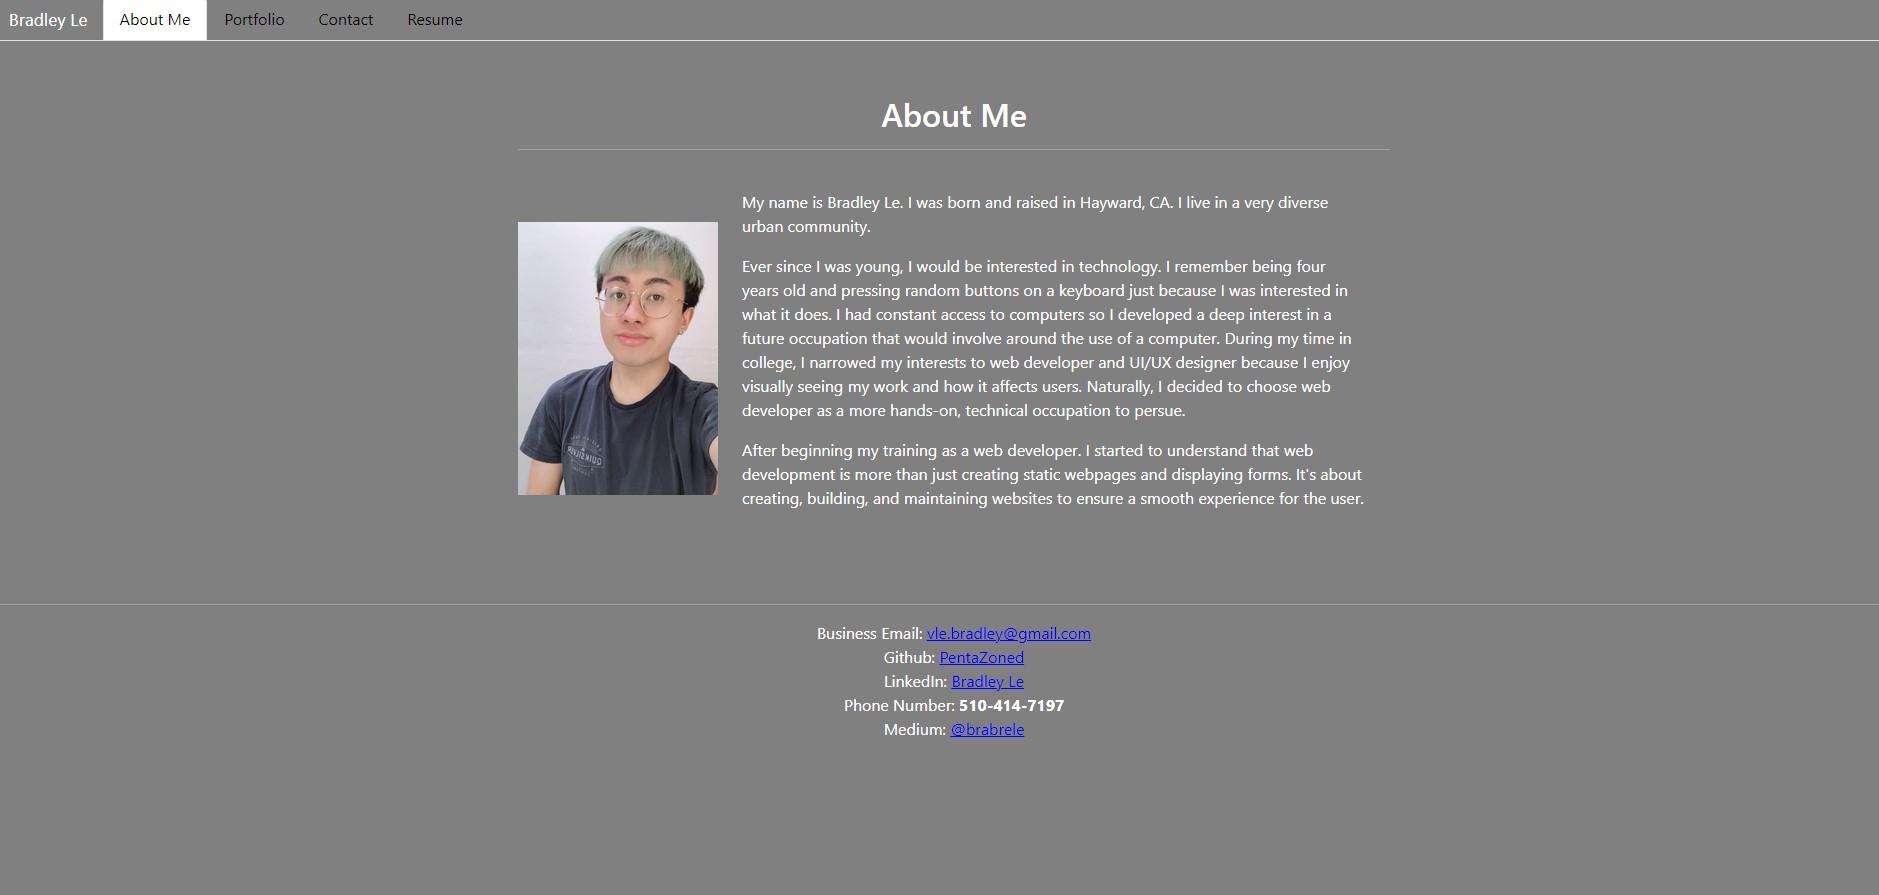 Bradley Le About Me Portfolio Contact Resume
About Me
My name is Bradley Le. I was born and raised in Hayward, CA. I live in a very diverse
urban community.
Ever since I was young, I would be interested in technology. I remember being four
years old and pressing random buttons on a keyboard just because I was interested in
what it does. I had constant access to computers so I developed a deep interest in a
future occupation that would involve around the use of a computer. During my time in
college, I narrowed my interests to web developer and UI/UX designer because I enjoy
visually seeing my work and how it affects users. Naturally, I decided to choose web
developer as a more hands-on, technical occupation to persue.
After beginning my training as a web developer. I started to understand that web
development is more than just creating static webpages and displaying forms. It's about
creating, building, and maintaining websites to ensure a smooth experience for the user.
Business Email: vle.bradley@gmail.com
Github: PentaZoned
LinkedIn: Bradley Le
Phone Number: 510-414-7197
Medium: @brabrele